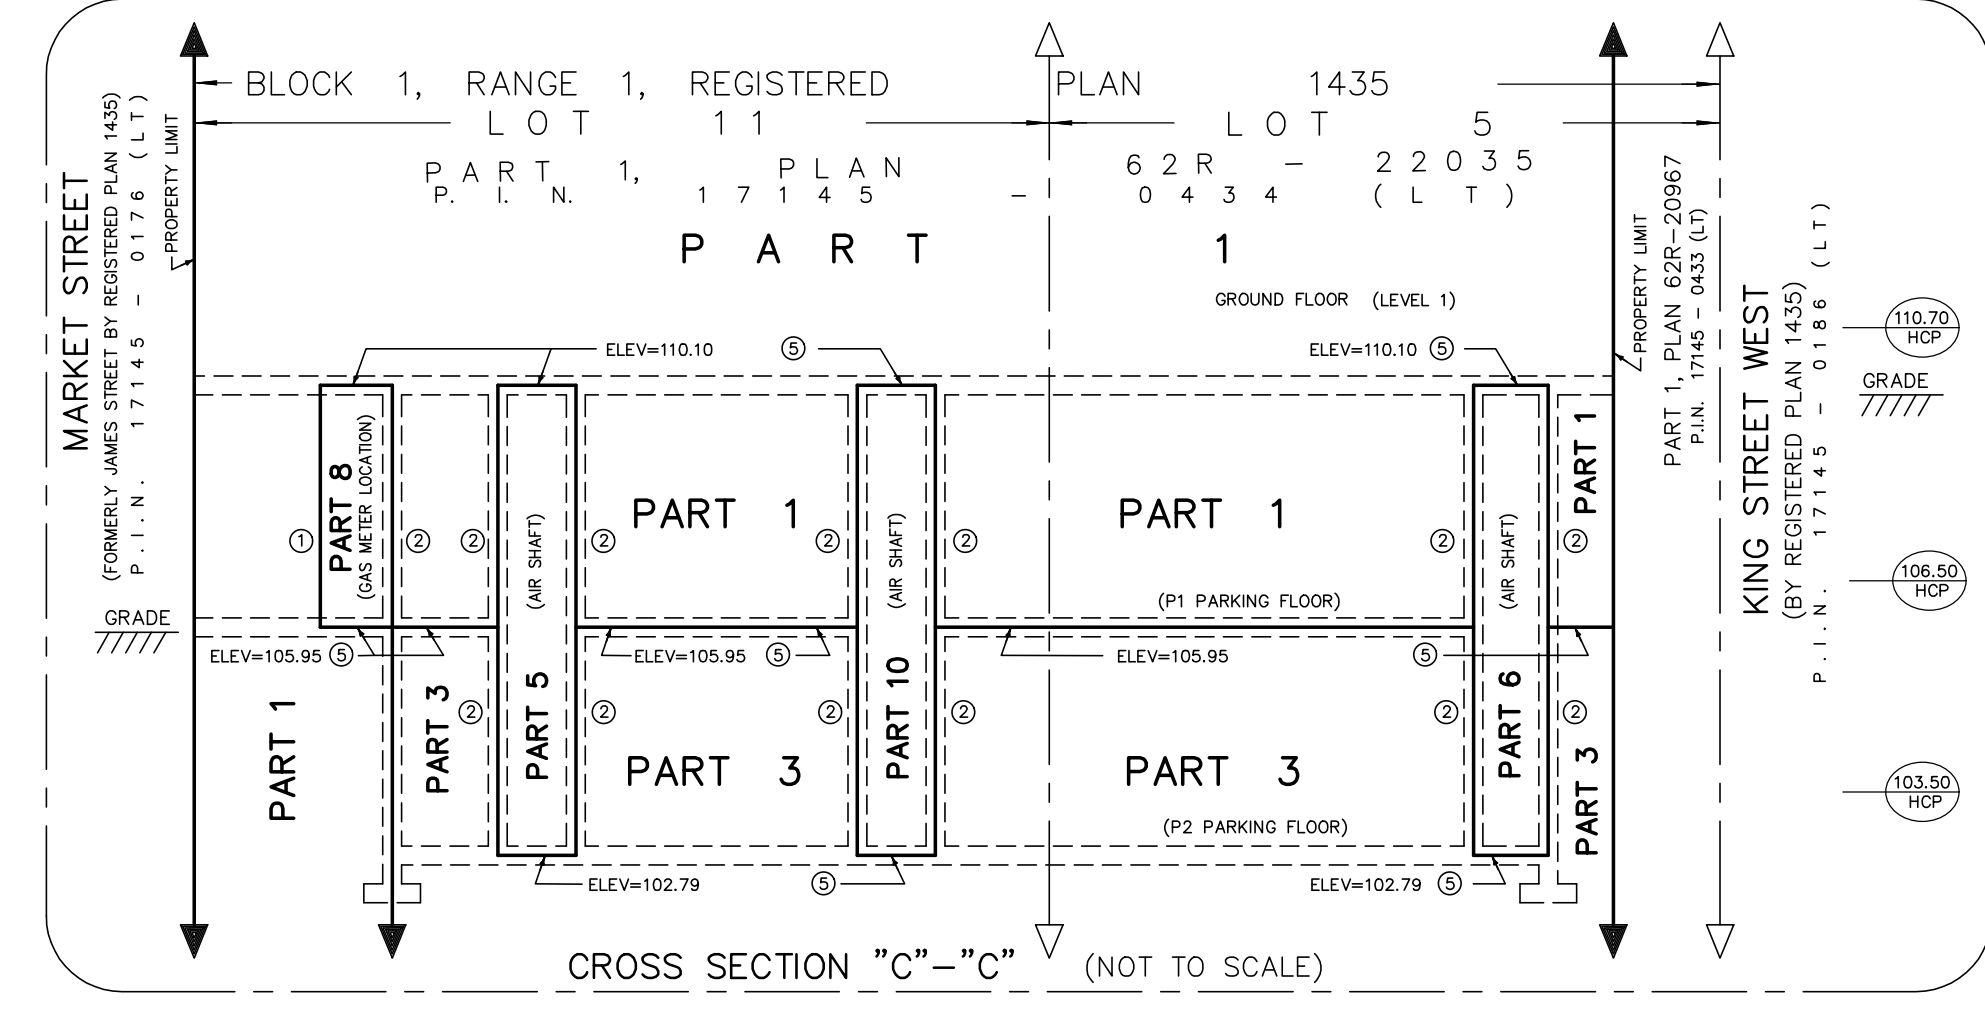 BLOCK 1, RANGE 1, REGISTERED PLAN 1435
LOT 11
LOT 5
PART 1, PLAN 62R - 22035
P. I. N. 17145 - 0434 (LT)
PART 1
GROUND FLOOR (LEVEL 1)
MARKET STREET
(FORMERLY JAMES STREET BY REGISTERED PLAN 1435)
P.I.N. 17145 - 0176 (LT)
PROPERTY LIMIT
PROPERTY LIMIT
PART 1, PLAN 62R-20967
P.I.N. 17145 - 0433 (LT)
KING STREET WEST
(BY REGISTERED PLAN 1435)
P.I.N. 17145 - 0186 (LT)
110.70
HCP
GRADE
106.50
HCP
103.50
HCP
ELEV=110.10 5
ELEV=110.10 5
PART 8
(GAS METER LOCATION)
(AIR SHAFT)
PART 1
(AIR SHAFT)
PART 1
(AIR SHAFT)
PART 1
1 2 2 2 2 2 2 2
(P1 PARKING FLOOR)
GRADE
ELEV=105.95 5
ELEV=105.95 5
ELEV=105.95 5
PART 1
PART 3
PART 5
PART 3
PART 10
PART 3
PART 6
PART 3
2 2 2 2 2 2
(P2 PARKING FLOOR)
ELEV=102.79 5
ELEV=102.79 5
CROSS SECTION "C"-"C" (NOT TO SCALE)